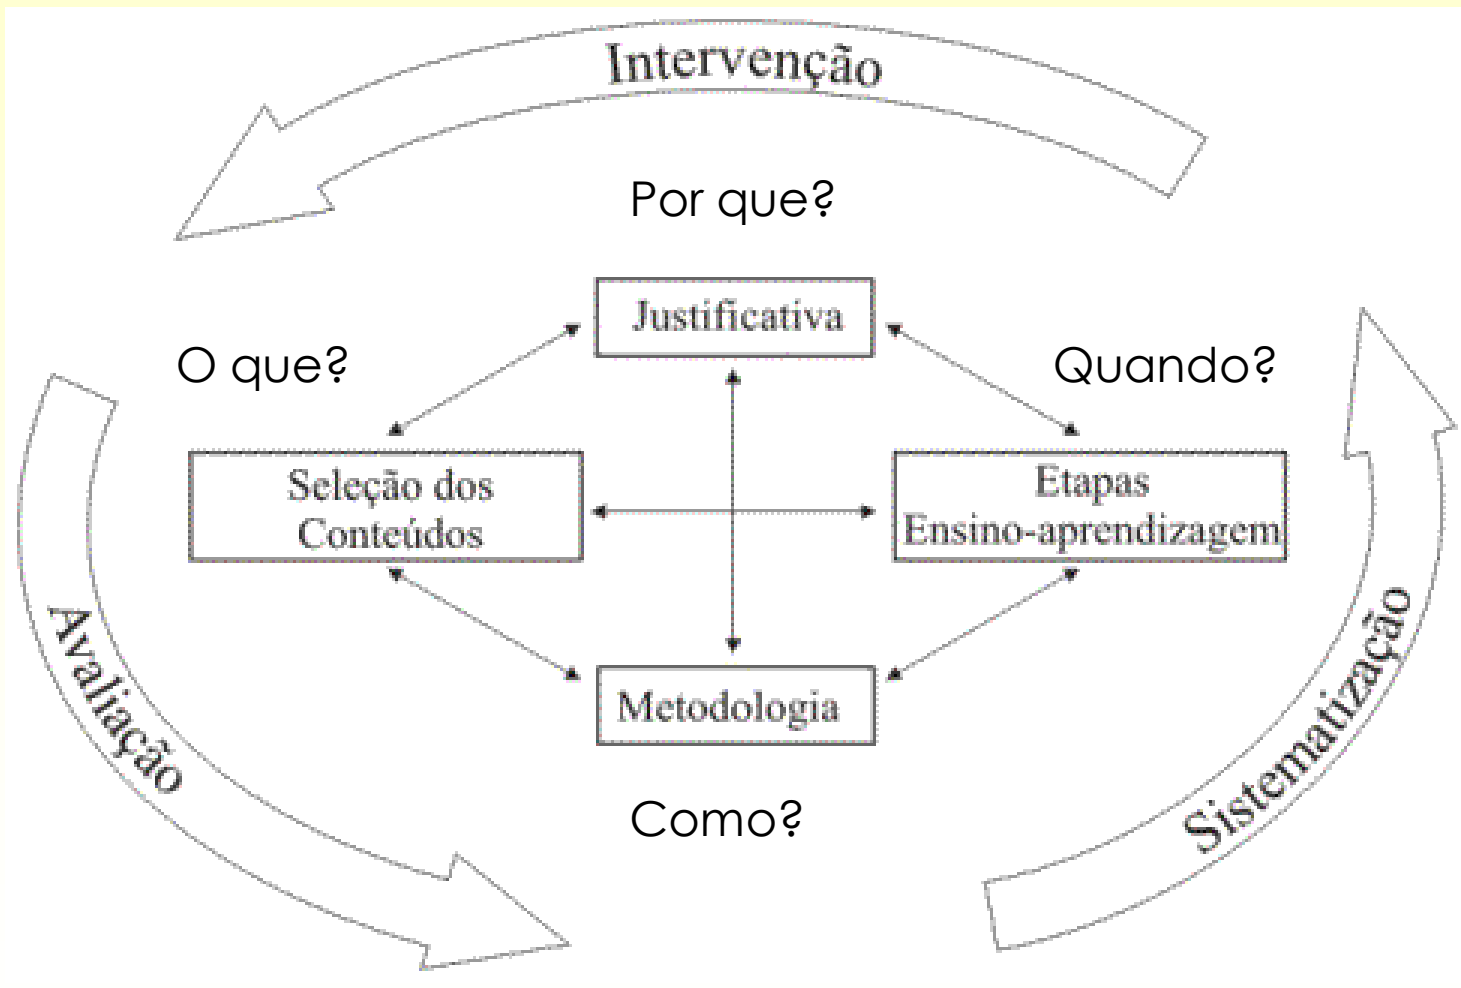 Intervenção
Por que?
Justificativa
O que?
Quando?
Seleção dos
Conteúdos
Etapas
Ensino-aprendizagem
Avaliação
Sistematização
Metodologia
Como?